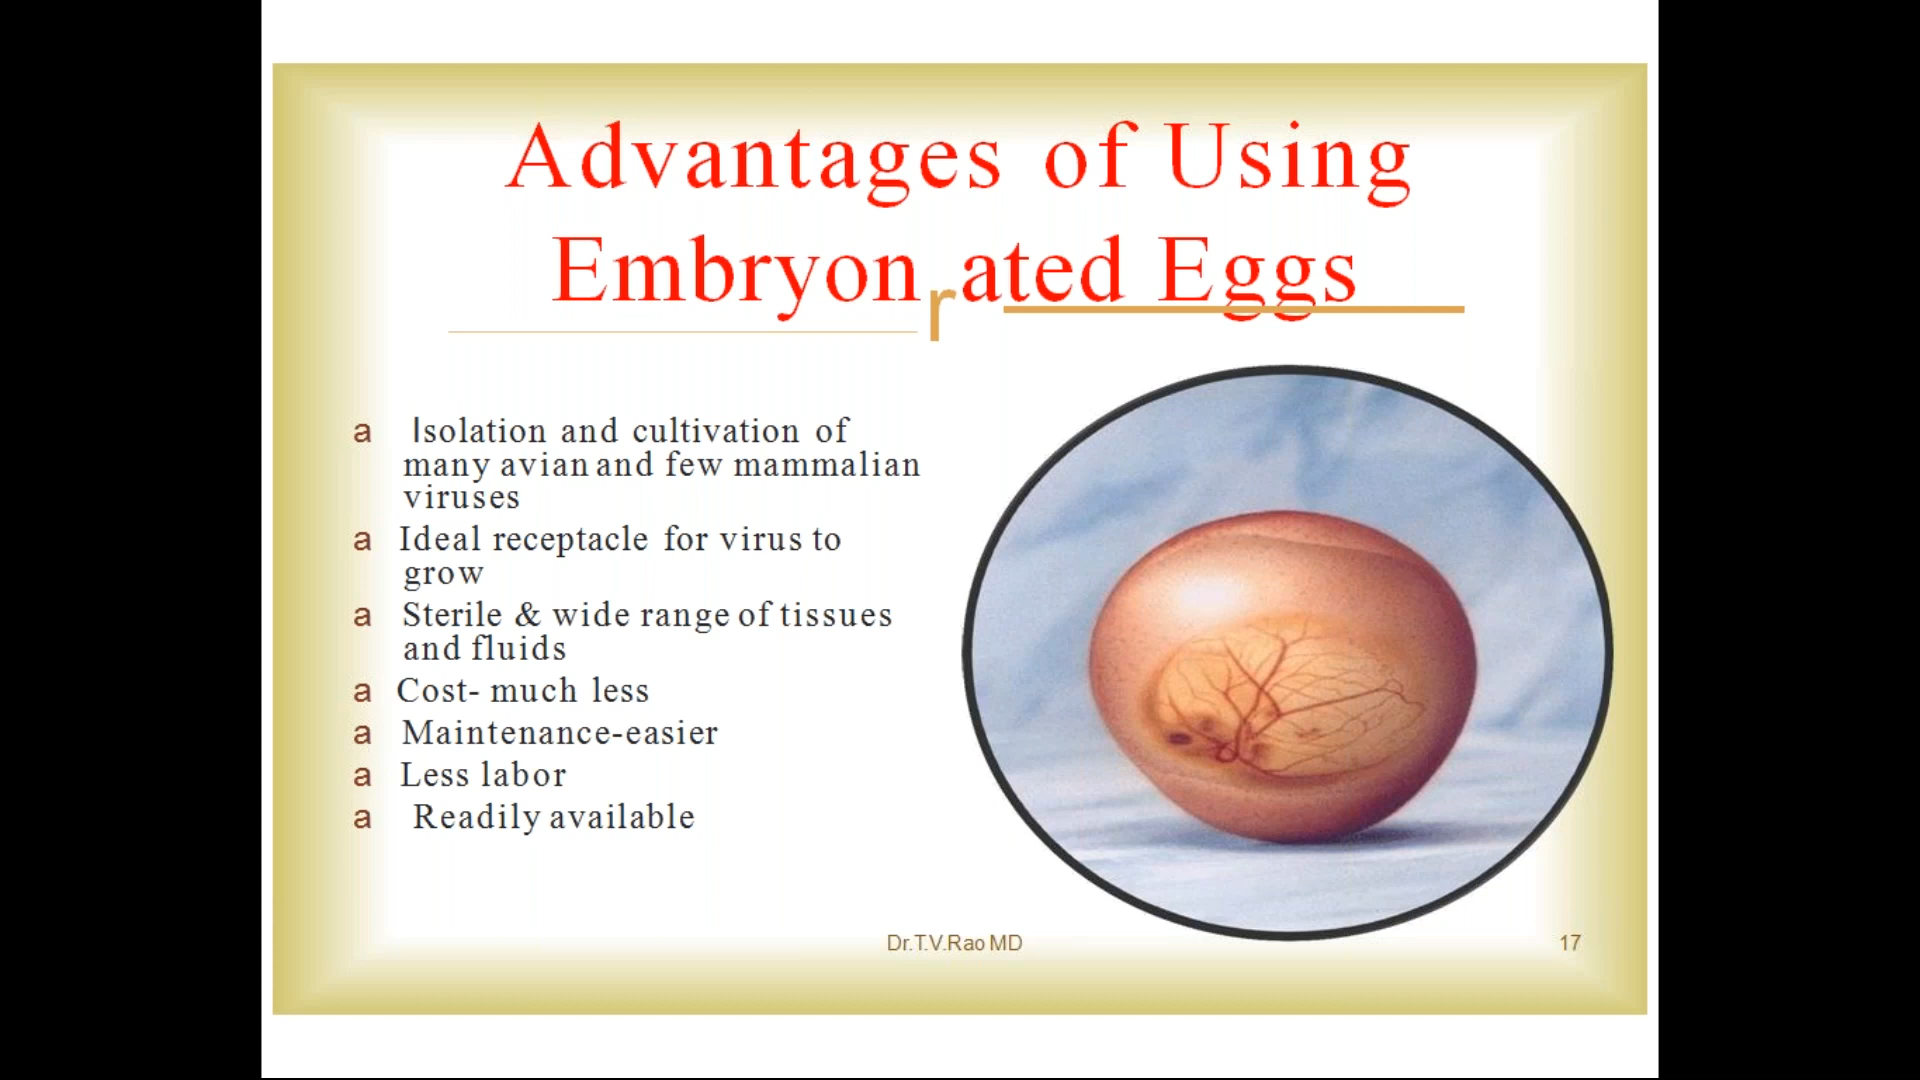 Advantages of Using
Embryon ated Eggs
r
a Isolation and cultivation of
many avian and few mammalian
viruses
a Ideal receptacle for virus to
grow
a Sterile & wide range of tissues
and fluids
a Cost- much less
a Maintenance-easier
a Less labor
a Readily available
Dr.T.V.Rao MD
17